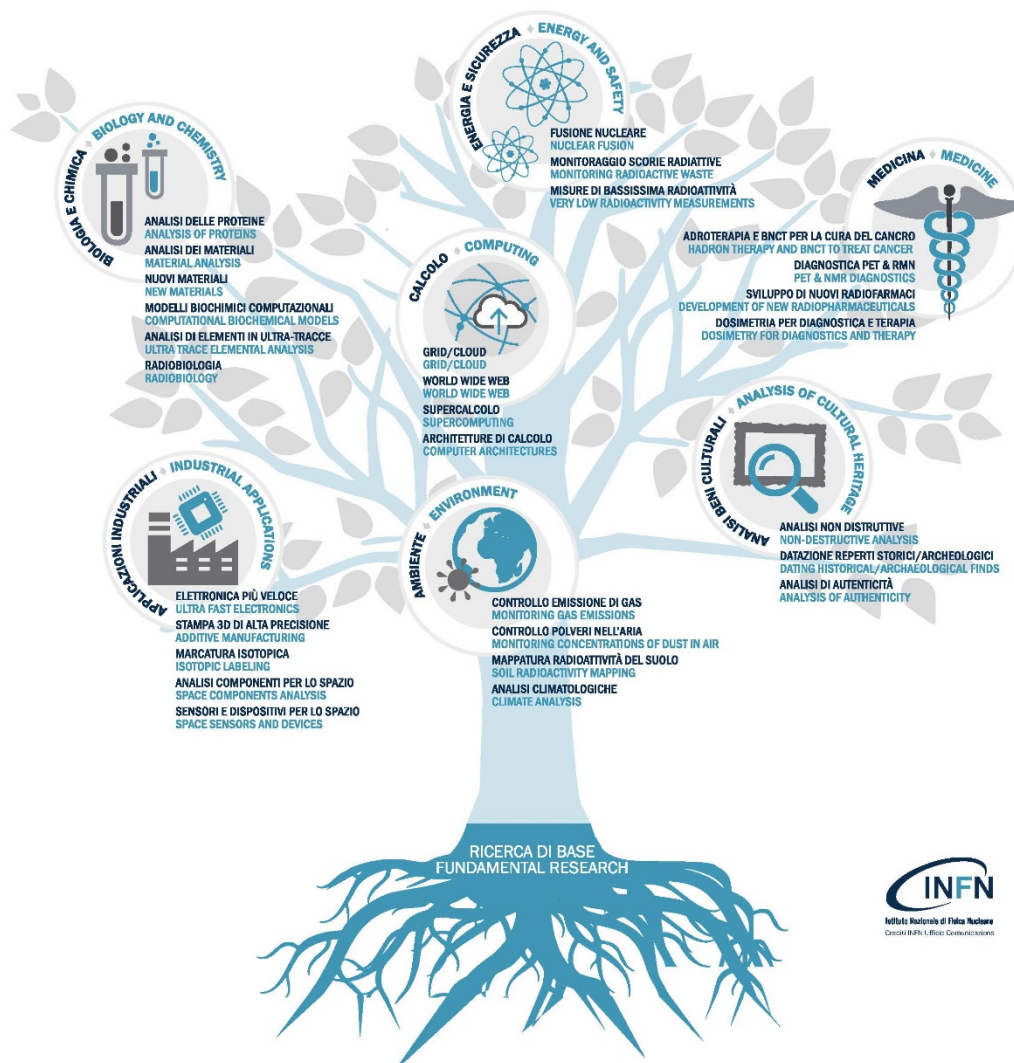 ENERGIA E SICUREZZA ◆ ENERGY AND SAFETY
FUSIONE NUCLEARE
NUCLEAR FUSION
MONITORAGGIO SCORIE RADIATTIVE
MONITORING RADIOACTIVE WASTE
MISURE DI BASSISSIMA RADIOATTIVITÀ
VERY LOW RADIOACTIVITY MEASUREMENTS
BIOLOGIA E CHIMICA ◆ BIOLOGY AND CHEMISTRY
ANALISI DELLE PROTEINE
ANALYSIS OF PROTEINS
ANALISI DEI MATERIALI
MATERIAL ANALYSIS
NUOVI MATERIALI
NEW MATERIALS
MODELLI BIOCHIMICI COMPUTAZIONALI
COMPUTATIONAL BIOCHEMICAL MODELS
ANALISI DI ELEMENTI IN ULTRA-TRACCE
ULTRA TRACE ELEMENTAL ANALYSIS
RADIOBIOLOGIA
RADIOBIOLOGY
MEDICINA ◆ MEDICINE
ADROTERAPIA E BNCT PER LA CURA DEL CANCRO
HADRON THERAPY AND BNCT TO TREAT CANCER
DIAGNOSTICA PET & RMN
PET & NMR DIAGNOSTICS
SVILUPPO DI NUOVI RADIOFARMACI
DEVELOPMENT OF NEW RADIOPHARMACEUTICALS
DOSIMETRIA PER DIAGNOSTICA E TERAPIA
DOSIMETRY FOR DIAGNOSTICS AND THERAPY
CALCOLO ◆ COMPUTING
GRID/CLOUD
GRID/CLOUD
WORLD WIDE WEB
WORLD WIDE WEB
SUPERCALCOLO
SUPERCOMPUTING
ARCHITETTURE DI CALCOLO
COMPUTER ARCHITECTURES
ANALISI BENI CULTURALI ◆ ANALYSIS OF CULTURAL HERITAGE
ANALISI NON DISTRUTTIVE
NON-DESTRUCTIVE ANALYSIS
DATAZIONE REPERTI STORICI/ARCHEOLOGICI
DATING HISTORICAL/ARCHAEOLOGICAL FINDS
ANALISI DI AUTENTICITÀ
ANALYSIS OF AUTHENTICITY
APPLICAZIONI INDUSTRIALI ◆ INDUSTRIAL APPLICATIONS
ELETTRONICA PIÙ VELOCE
ULTRA FAST ELECTRONICS
STAMPA 3D DI ALTA PRECISIONE
ADDITIVE MANUFACTURING
MARCATURA ISOTOPICA
ISOTOPIC LABELING
ANALISI COMPONENTI PER LO SPAZIO
SPACE COMPONENTS ANALYSIS
SENSORI E DISPOSITIVI PER LO SPAZIO
SPACE SENSORS AND DEVICES
AMBIENTE ◆ ENVIRONMENT
CONTROLLO EMISSIONE DI GAS
MONITORING GAS EMISSIONS
CONTROLLO POLVERI NELL'ARIA
MONITORING CONCENTRATIONS OF DUST IN AIR
MAPPATURA RADIOATTIVITÀ DEL SUOLO
SOIL RADIOACTIVITY MAPPING
ANALISI CLIMATOLOGICHE
CLIMATE ANALYSIS
RICERCA DI BASE
FUNDAMENTAL RESEARCH
INFN
Istituto Nazionale di Fisica Nucleare
Crediti INFN Ufficio Comunicazione